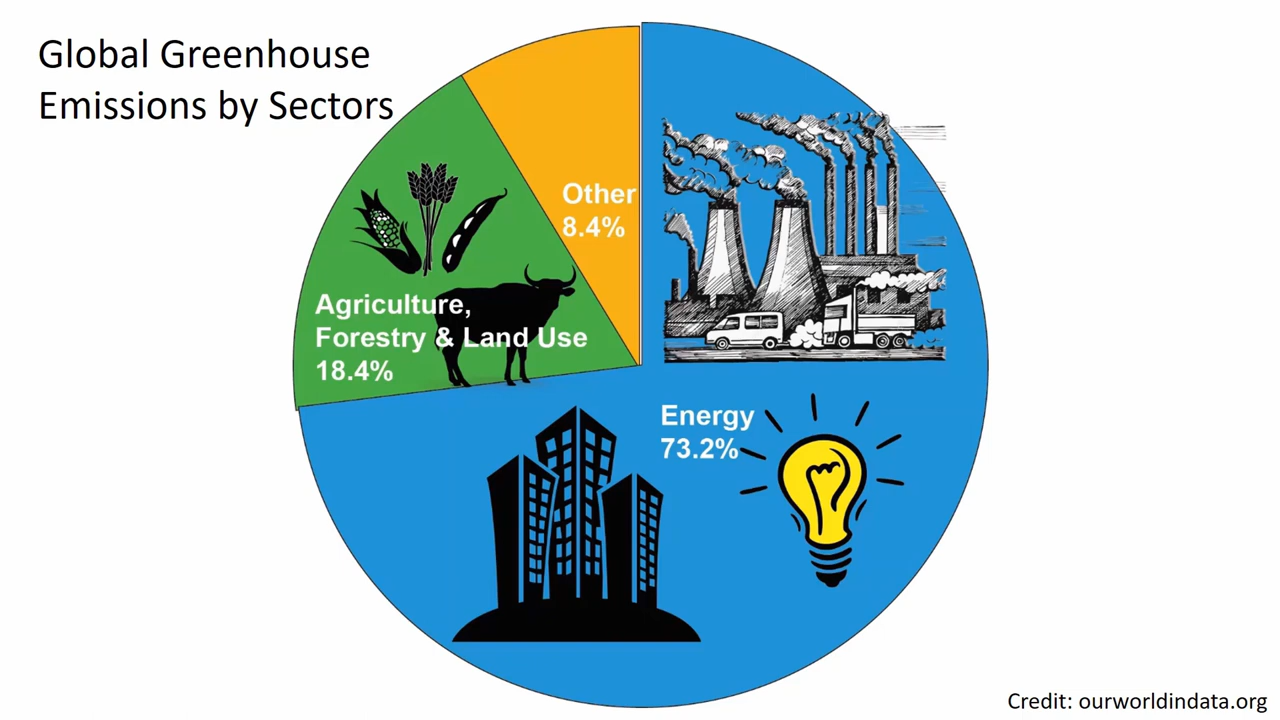 Global Greenhouse
Emissions by Sectors
Other
8.4%
Agriculture,
Forestry & Land Use
18.4%
Energy
73.2%
Credit: ourworldindata.org